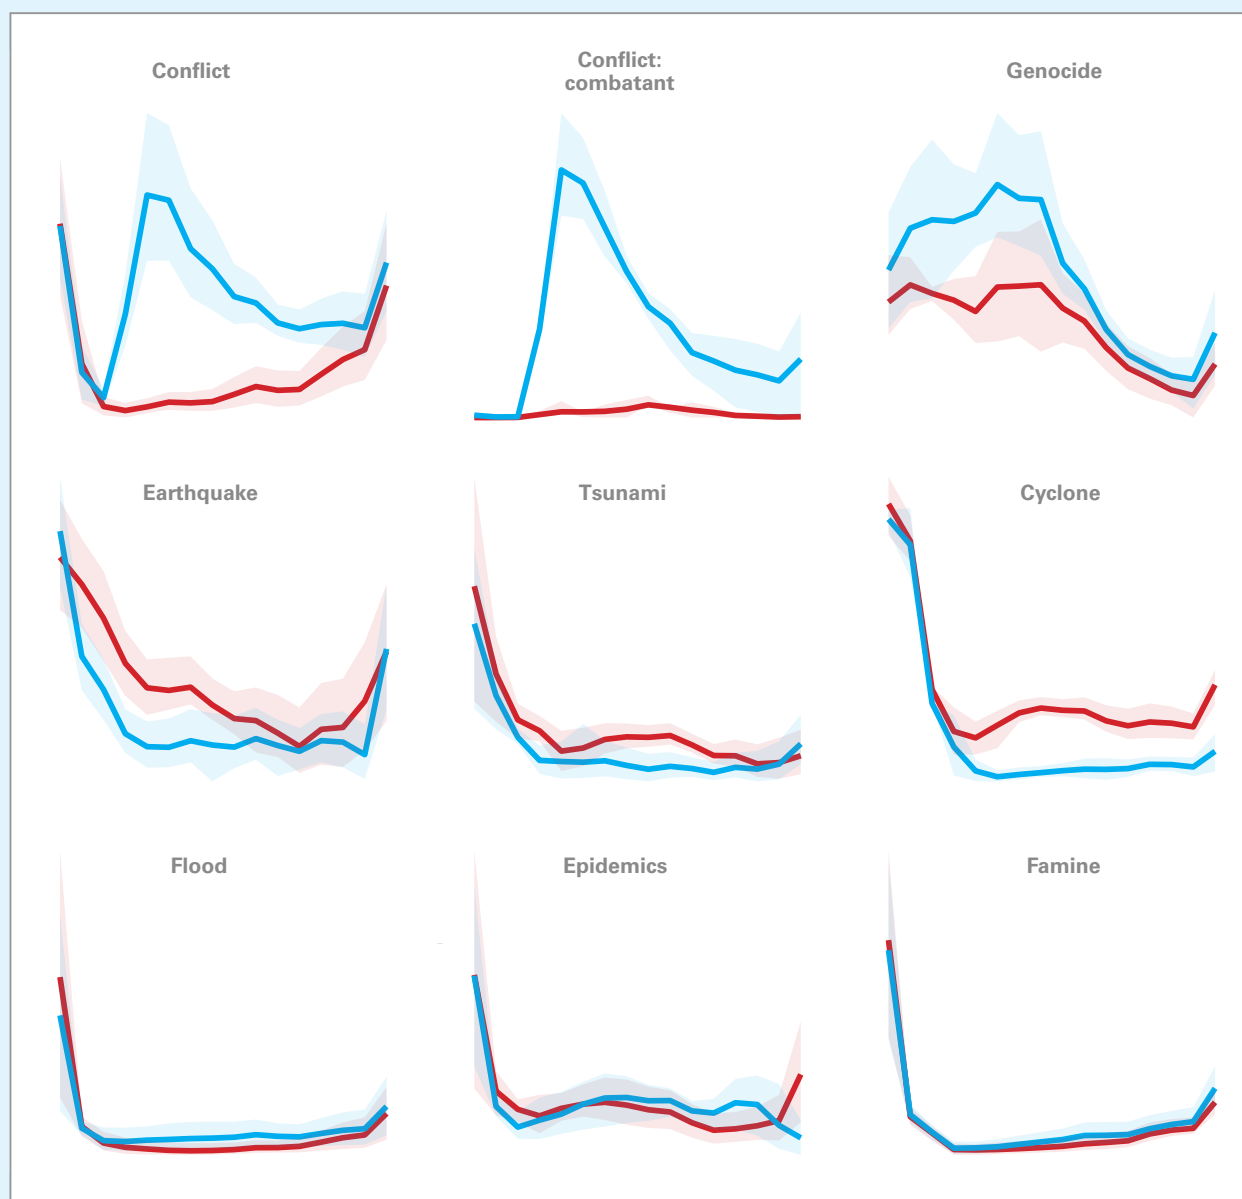 Conflict
Conflict:
combatant
Genocide
Earthquake
Tsunami
Cyclone
Flood
Epidemics
Famine